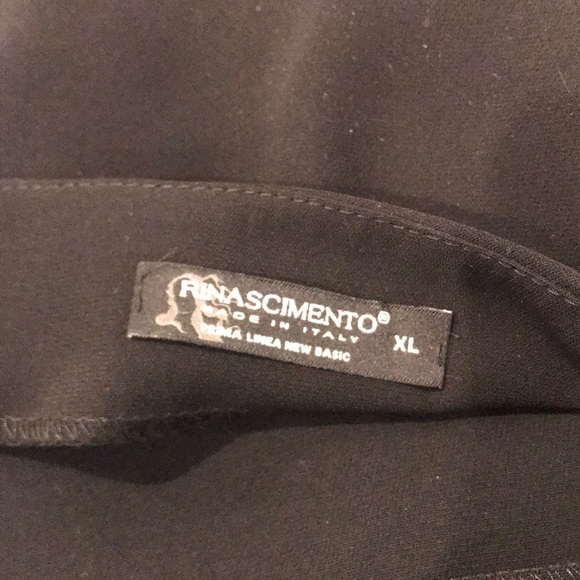 RINASCIMENTO®
MADE IN ITALY
PRIMA LINEA NEW BASIC
XL